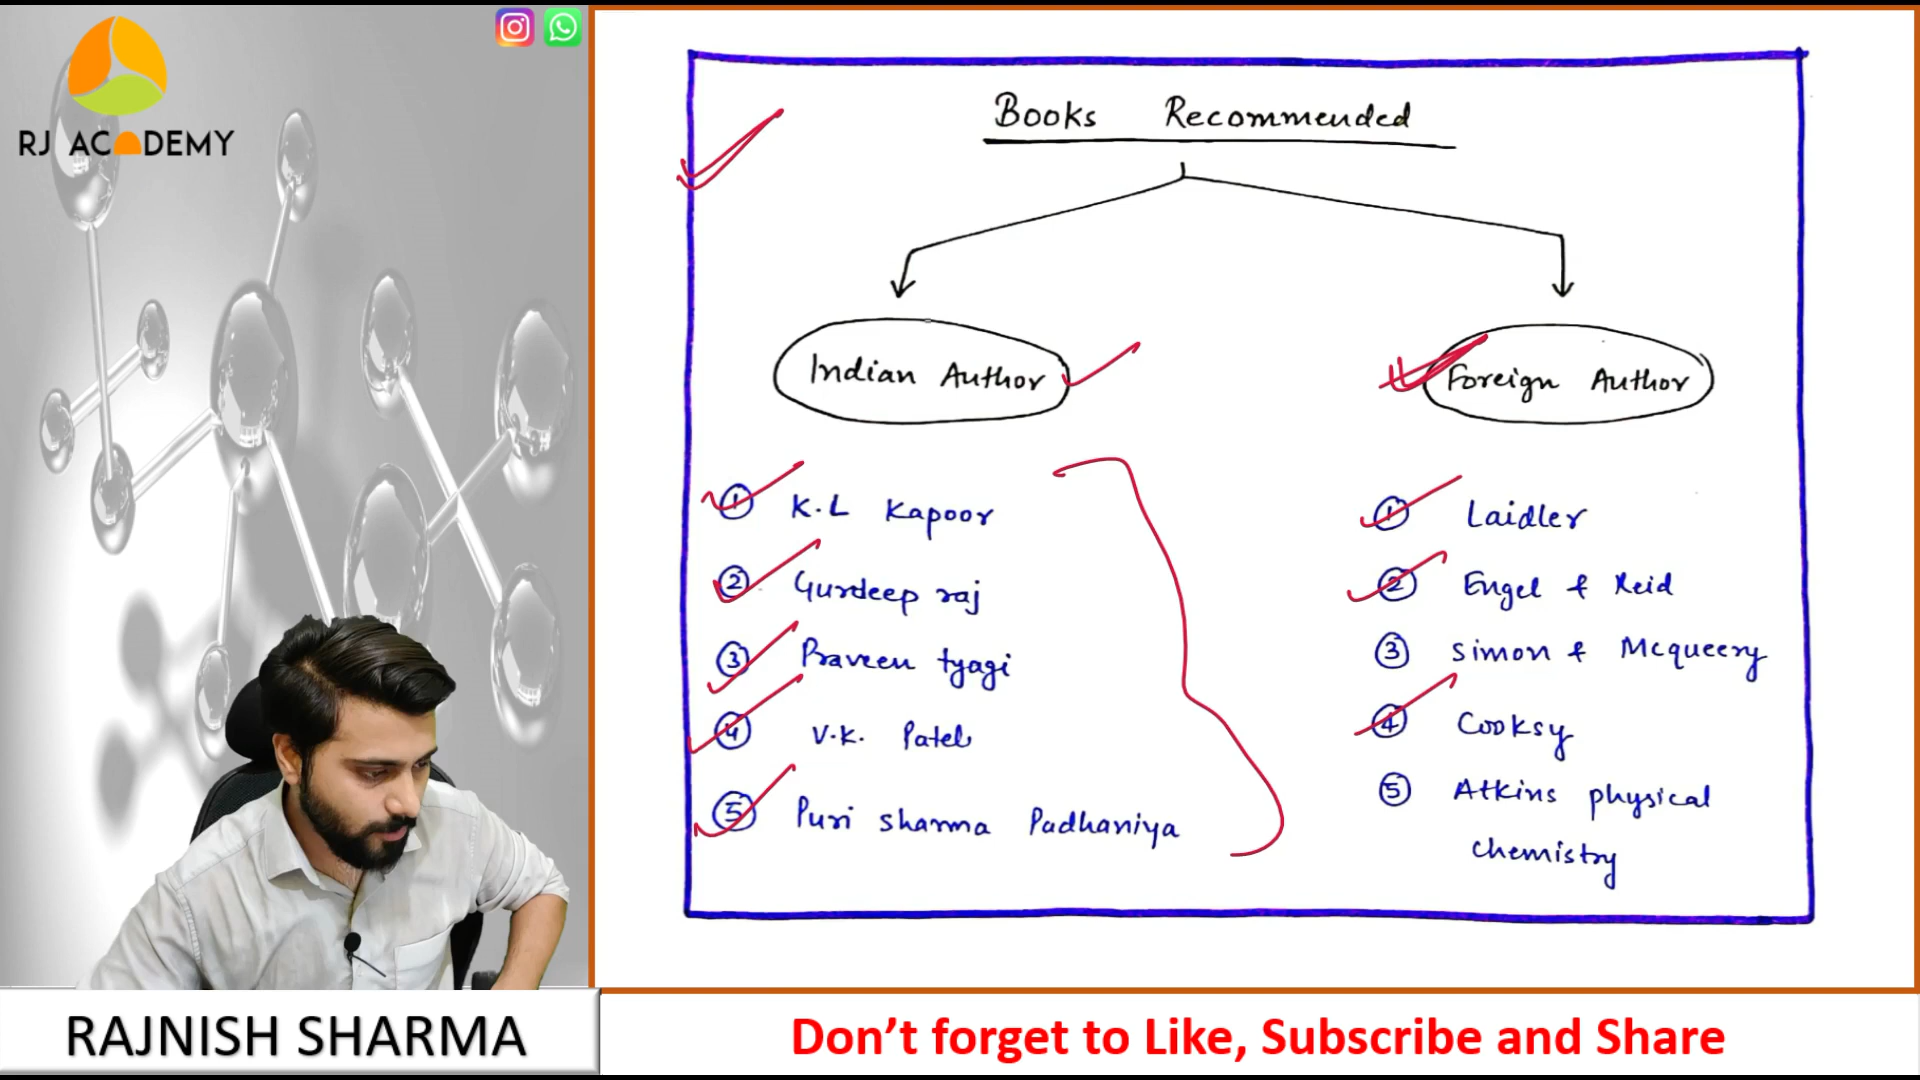 RJ ACADEMY
Books Recommended
Indian Author
Foreign Author
① K.L Kapoor
② Gurdeep raj
③ Praveen tyagi
④ V.K. Patel
⑤ Puri sharma Padhaniya
① Laidler
② Engel & Reid
③ Simon & Mcqueery
④ Cooksy
⑤ Atkins physical
chemistry
RAJNISH SHARMA
Don’t forget to Like, Subscribe and Share